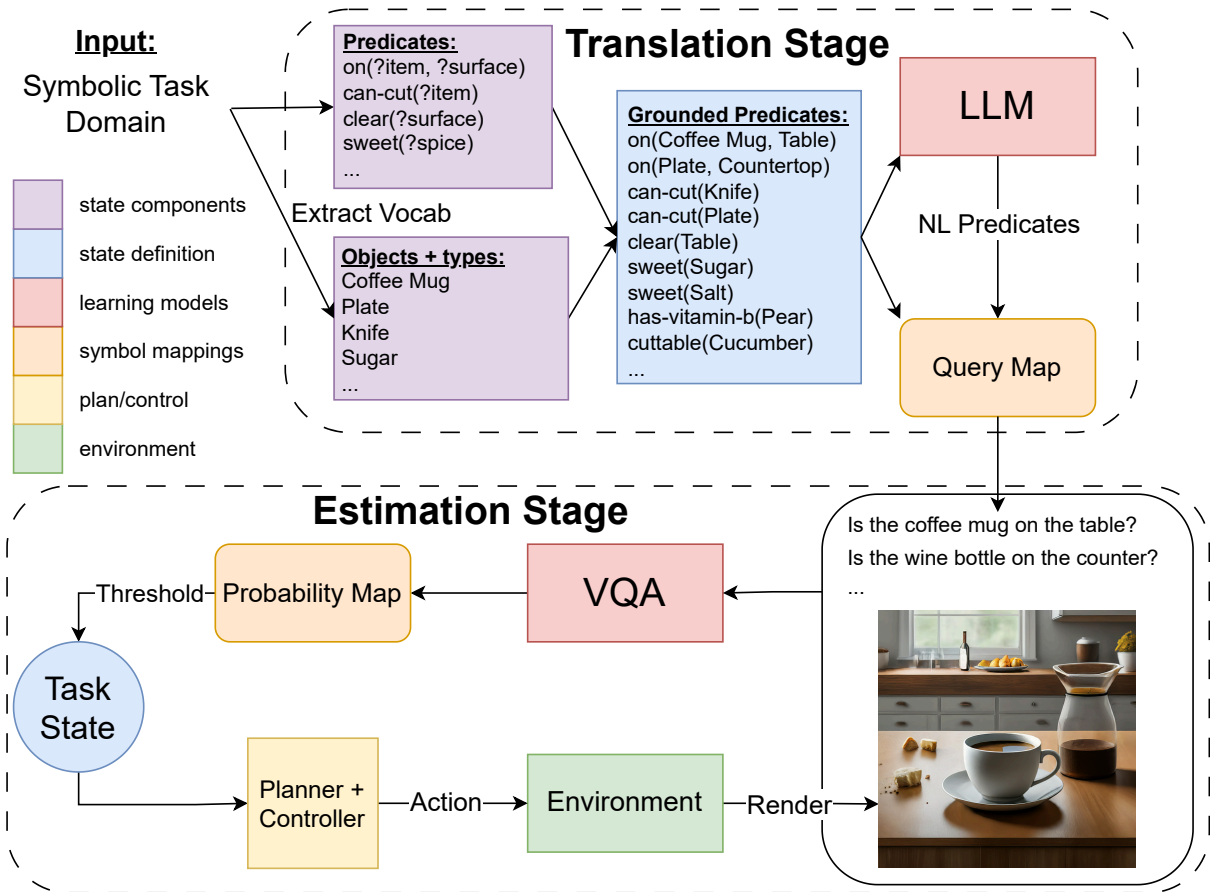 Input:
Symbolic Task
Domain
state components
state definition
learning models
symbol mappings
plan/control
environment
Translation Stage
Predicates:
on(?item, ?surface)
can-cut(?item)
clear(?surface)
sweet(?spice)
...
Extract Vocab
Objects + types:
Coffee Mug
Plate
Knife
Sugar
...
Grounded Predicates:
on(Coffee Mug, Table)
on(Plate, Countertop)
can-cut(Knife)
can-cut(Plate)
clear(Table)
sweet(Sugar)
sweet(Salt)
has-vitamin-b(Pear)
cuttable(Cucumber)
...
LLM
NL Predicates
Query Map
Estimation Stage
Is the coffee mug on the table?
Is the wine bottle on the counter?
...
VQA
Probability Map
Threshold
Task
State
Planner +
Controller
Action
Environment
Render